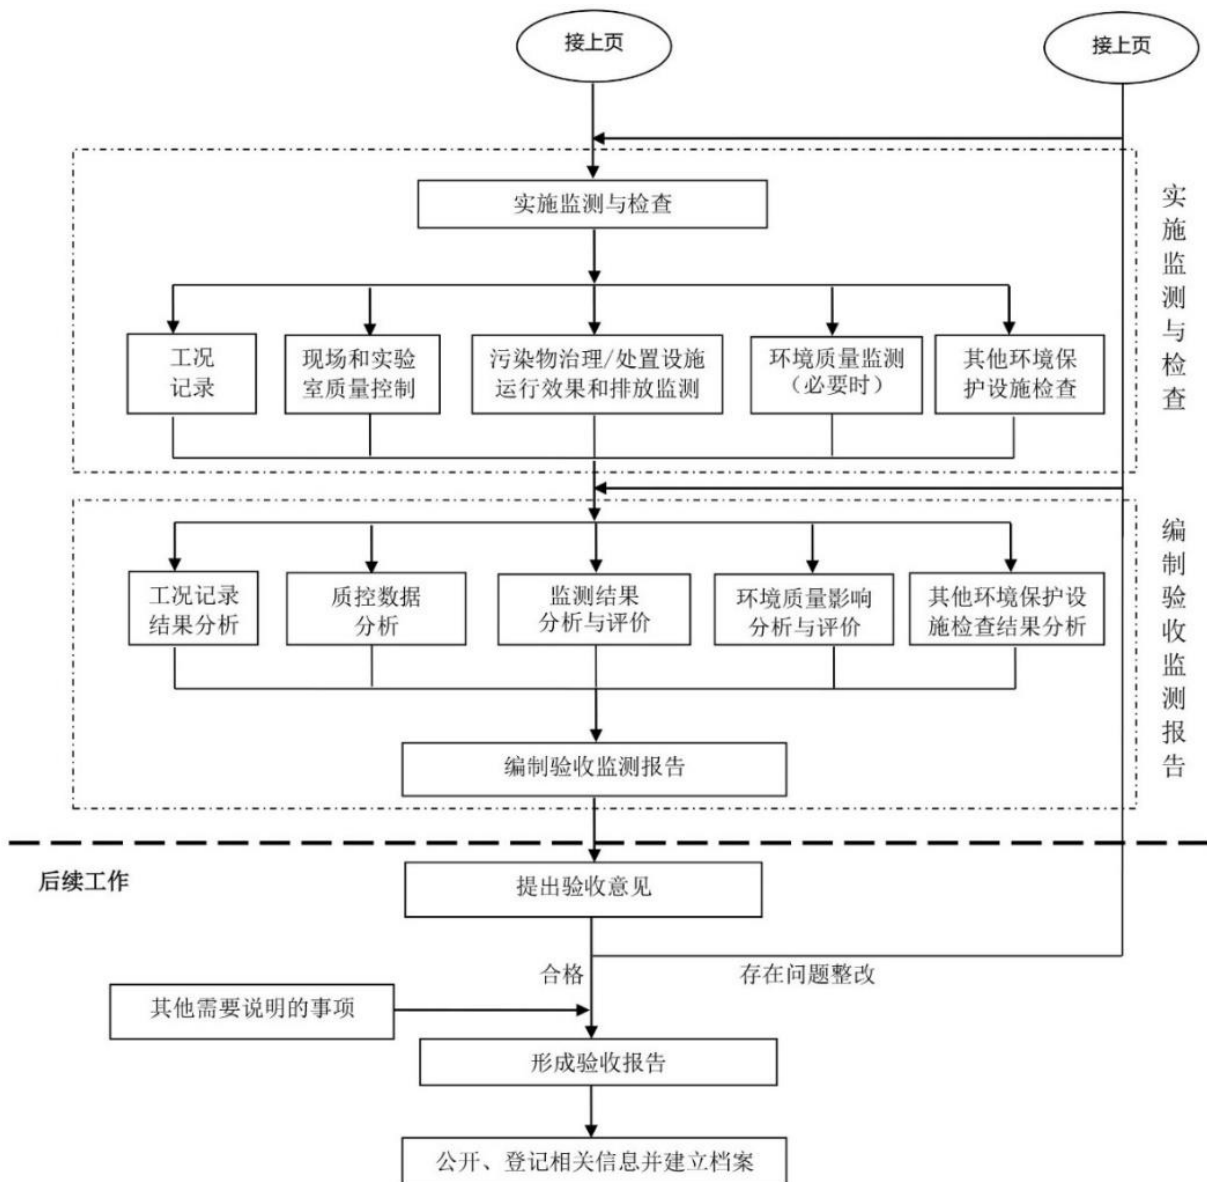 接上页
接上页
实施监测与检查
实施监测与检查
工况
记录
现场和实验
室质量控制
污染物治理/处置设施
运行效果和排放监测
环境质量监测
（必要时）
其他环境保
护设施检查
工况记录
结果分析
质控数据
分析
监测结果
分析与评价
环境质量影响
分析与评价
其他环境保护设
施检查结果分析
编制验收监测报告
编制验收监测报告
后续工作
提出验收意见
合格
存在问题整改
其他需要说明的事项
形成验收报告
公开、登记相关信息并建立档案